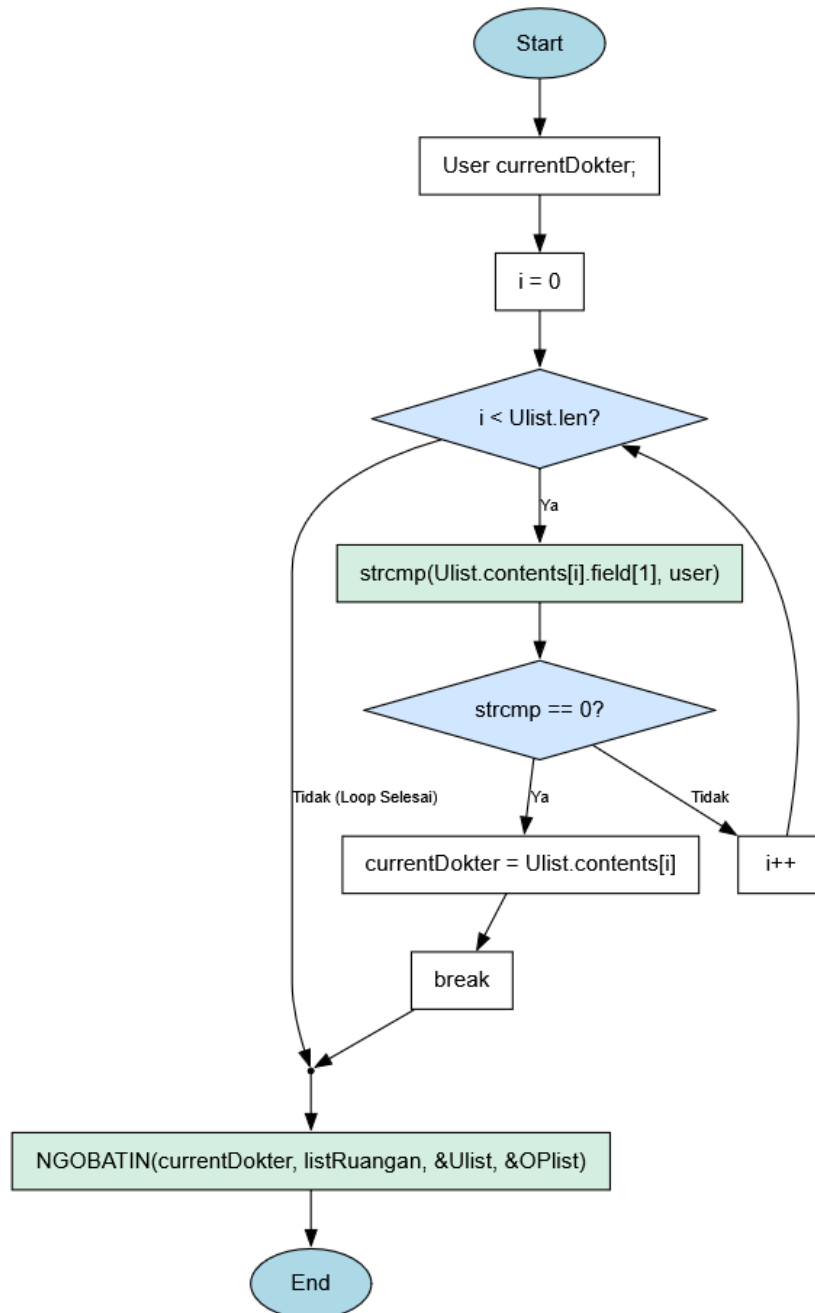 Start
User currentDokter;
i = 0
i < Ulist.len?
Ya
strcmp(Ulist.contents[i].field[1], user)
strcmp == 0?
Tidak (Loop Selesai)
Ya
Tidak
currentDokter = Ulist.contents[i]
i++
break
NGOBATIN(currentDokter, listRuangan, &Ulist, &OPlist)
End